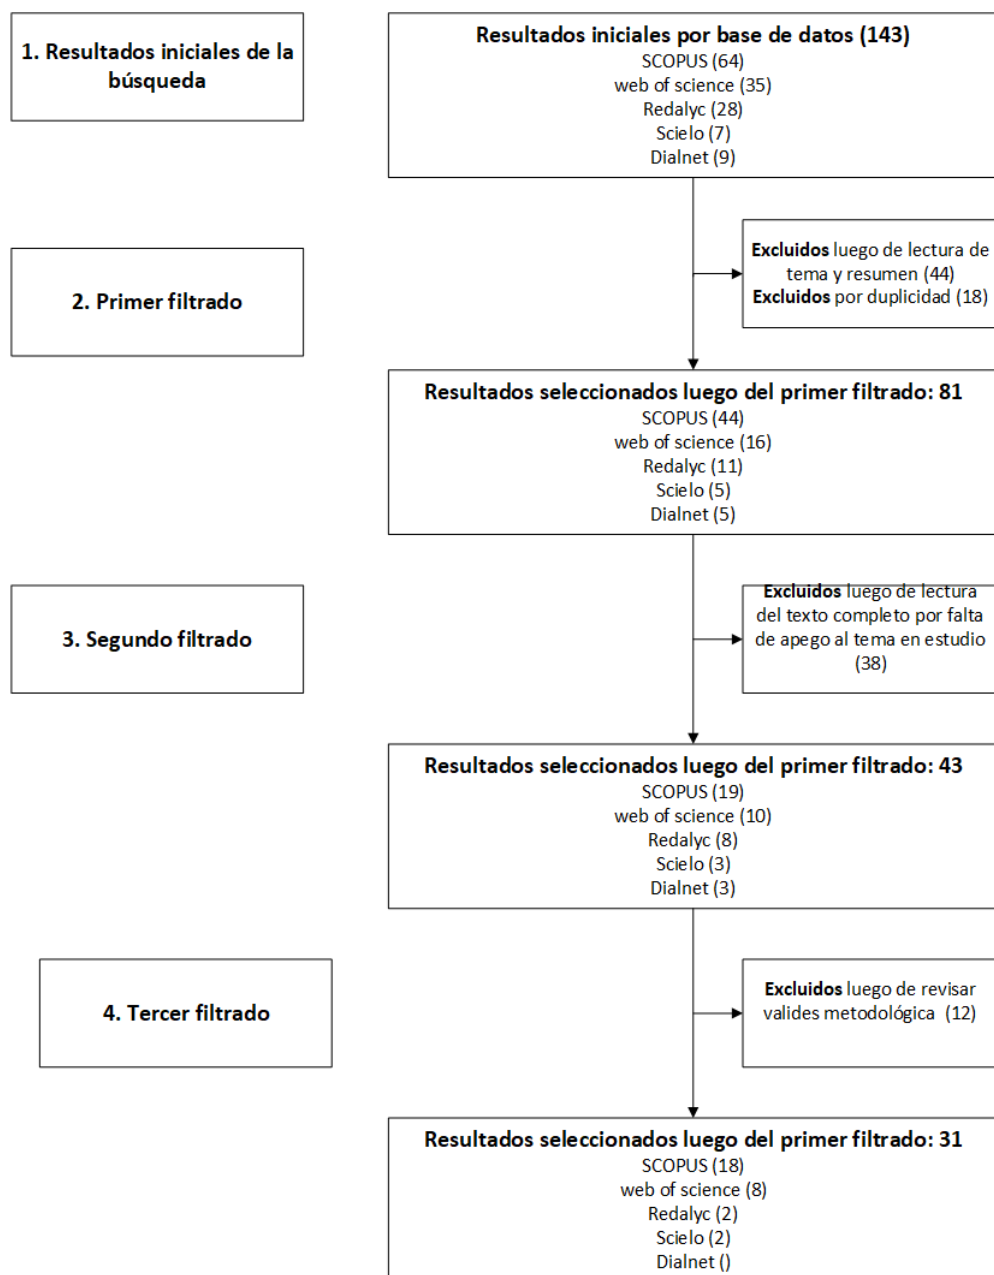 1. Resultados iniciales de la
búsqueda
Resultados iniciales por base de datos (143)
SCOPUS (64)
web of science (35)
Redalyc (28)
Scielo (7)
Dialnet (9)
2. Primer filtrado
Excluidos luego de lectura de
tema y resumen (44)
Excluidos por duplicidad (18)
Resultados seleccionados luego del primer filtrado: 81
SCOPUS (44)
web of science (16)
Redalyc (11)
Scielo (5)
Dialnet (5)
3. Segundo filtrado
Excluidos luego de lectura
del texto completo por falta
de apego al tema en estudio
(38)
Resultados seleccionados luego del primer filtrado: 43
SCOPUS (19)
web of science (10)
Redalyc (8)
Scielo (3)
Dialnet (3)
4. Tercer filtrado
Excluidos luego de revisar
valides metodológica (12)
Resultados seleccionados luego del primer filtrado: 31
SCOPUS (18)
web of science (8)
Redalyc (2)
Scielo (2)
Dialnet ()